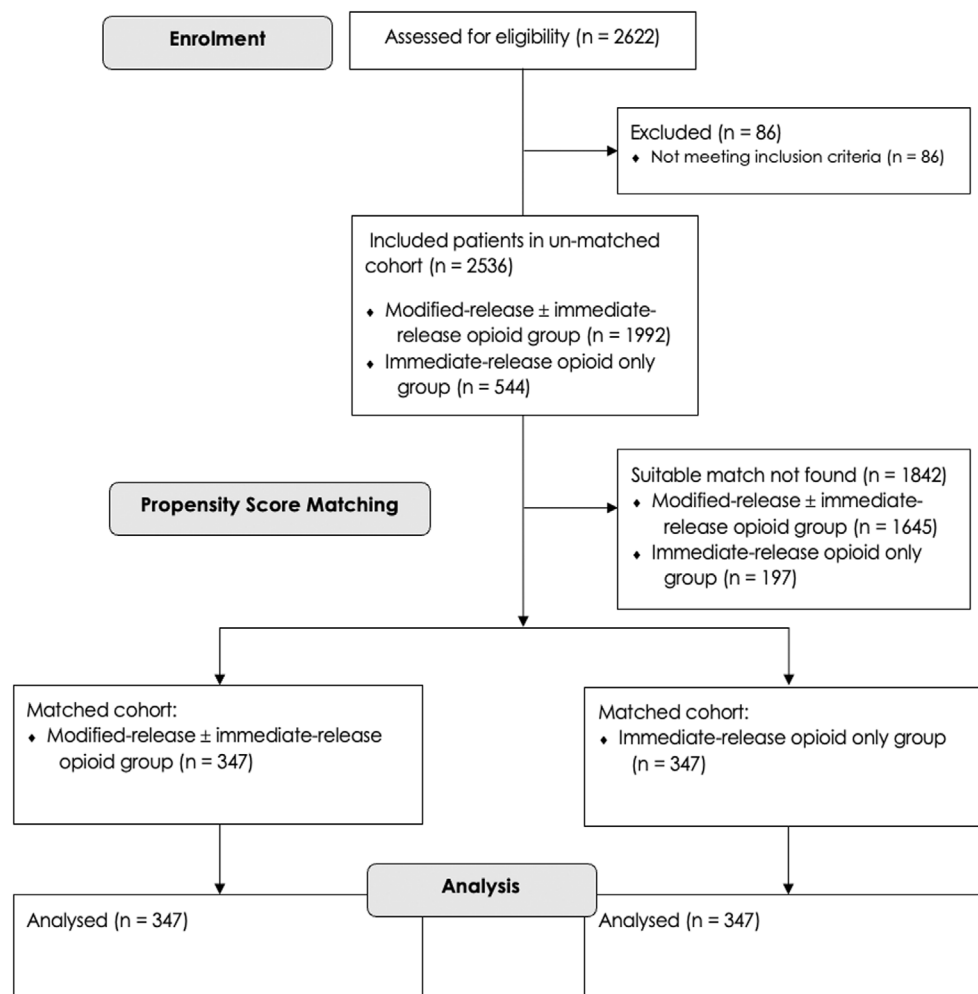 Enrolment
Assessed for eligibility (n = 2622)
Excluded (n = 86)
♦ Not meeting inclusion criteria (n = 86)
Included patients in un-matched
cohort (n = 2536)
♦ Modified-release ± immediate-
release opioid group (n = 1992)
♦ Immediate-release opioid only
group (n = 544)
Suitable match not found (n = 1842)
♦ Modified-release ± immediate-
release opioid group (n = 1645)
♦ Immediate-release opioid only
group (n = 197)
Propensity Score Matching
Matched cohort:
♦ Modified-release ± immediate-release
opioid group (n = 347)
Matched cohort:
♦ Immediate-release opioid only group
(n = 347)
Analysis
Analysed (n = 347)
Analysed (n = 347)